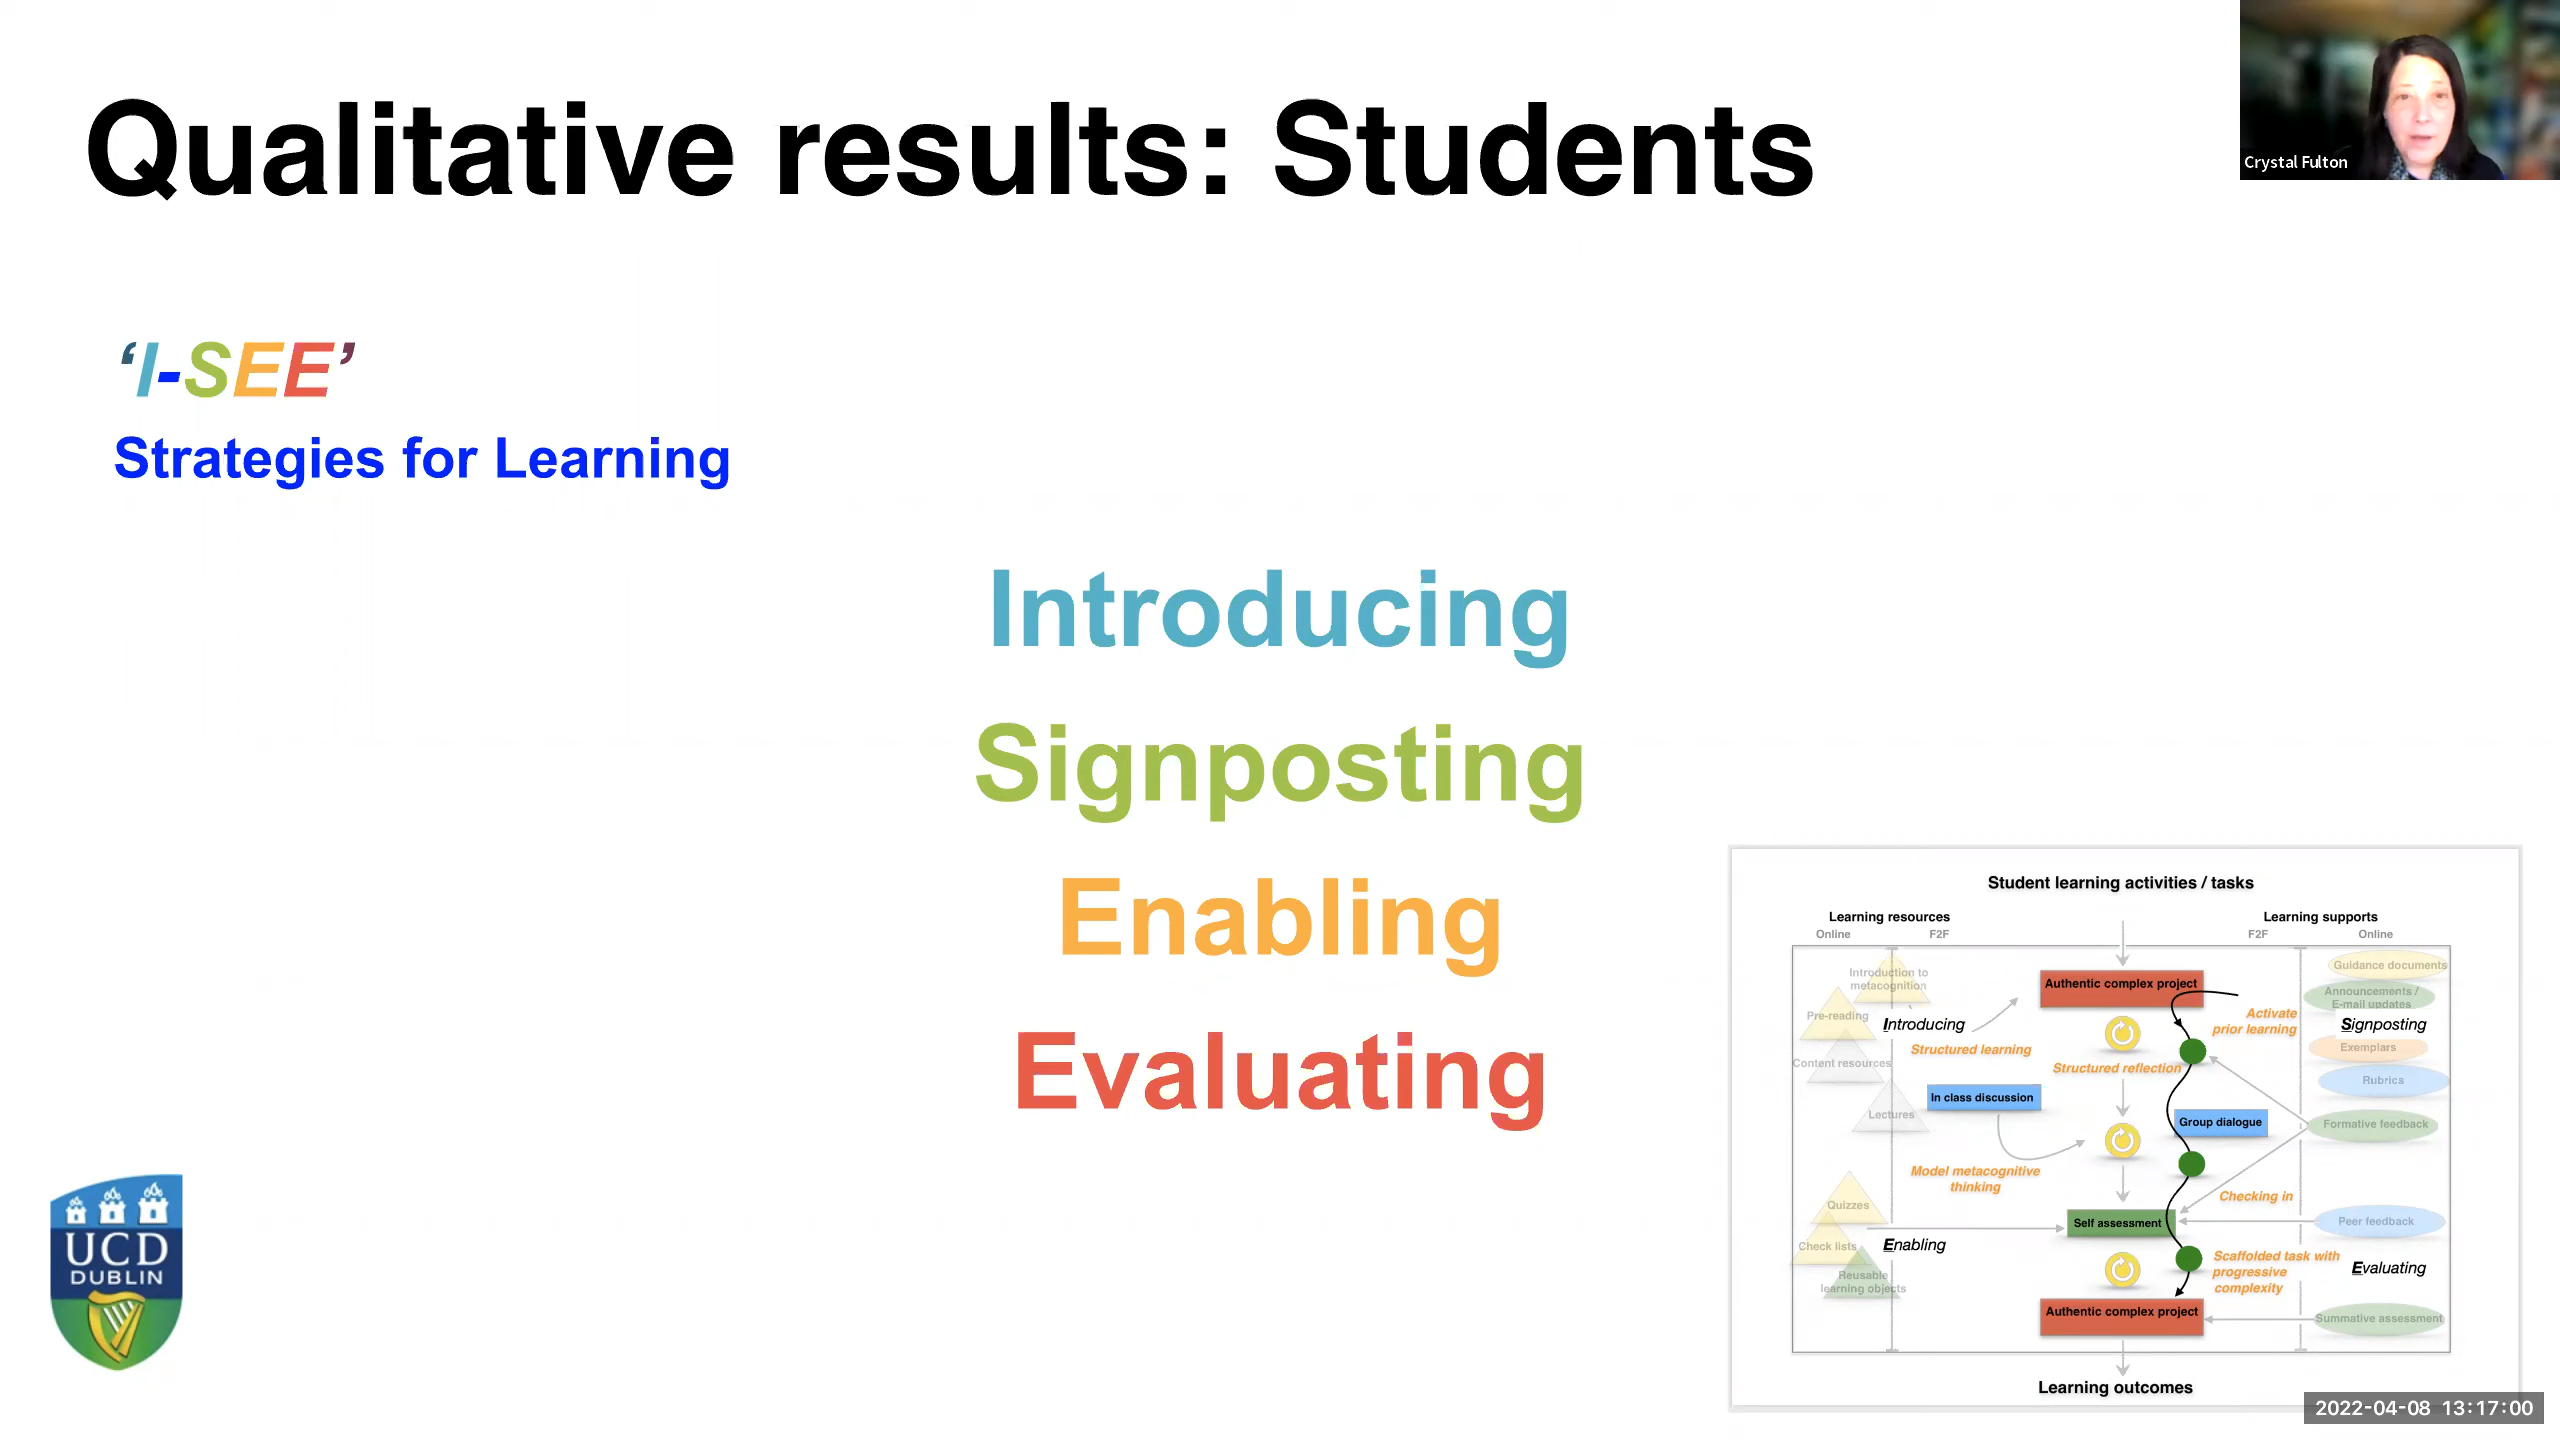 Qualitative results: Students
Crystal Fulton
‘I-SEE’
Strategies for Learning
Introducing
Signposting
Enabling
Evaluating
UCD
DUBLIN
Student learning activities / tasks
Learning resources
Learning supports
Online
F2F
F2F
Online
Introduction to
metacognition
Pre-reading
Introducing
Structured learning
Content resources
In class discussion
Lectures
Model metacognitive
thinking
Quizzes
Check lists
Enabling
Reusable
learning objects
Authentic complex project
Structured reflection
Group dialogue
Self assessment
Authentic complex project
Activate
prior learning
Checking in
Scaffolded task with
progressive
complexity
Guidance documents
Announcements /
E-mail updates
Signposting
Exemplars
Rubrics
Formative feedback
Peer feedback
Evaluating
Summative assessment
Learning outcomes
2022-04-08 13:17:00